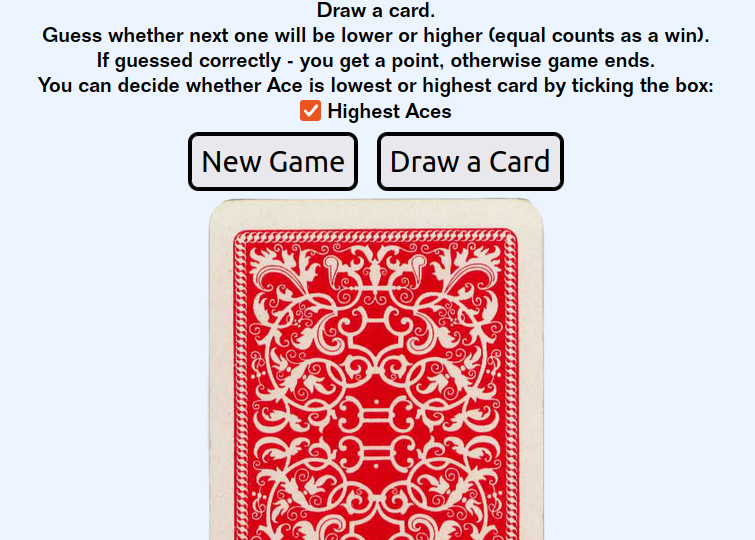 Draw a card.
Guess whether next one will be lower or higher (equal counts as a win).
If guessed correctly - you get a point, otherwise game ends.
You can decide whether Ace is lowest or highest card by ticking the box:
Highest Aces
New Game
Draw a Card